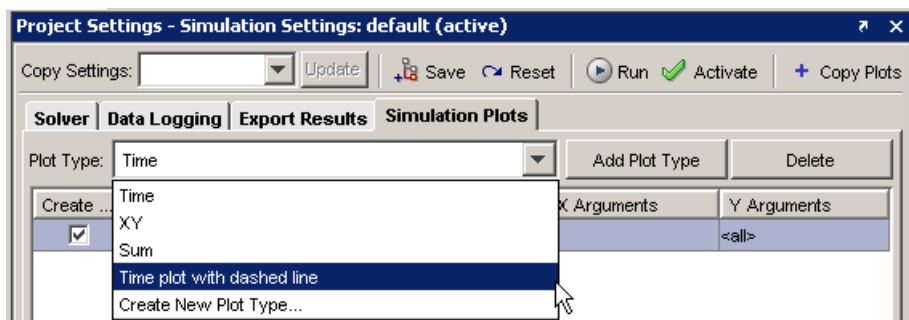 Project Settings - Simulation Settings: default (active)
Copy Settings: Update Save Reset Run Activate Copy Plots
Solver Data Logging Export Results Simulation Plots
Plot Type: Time Add Plot Type Delete
Create ... X Arguments Y Arguments
<all>
Time
XY
Sum
Time plot with dashed line
Create New Plot Type...